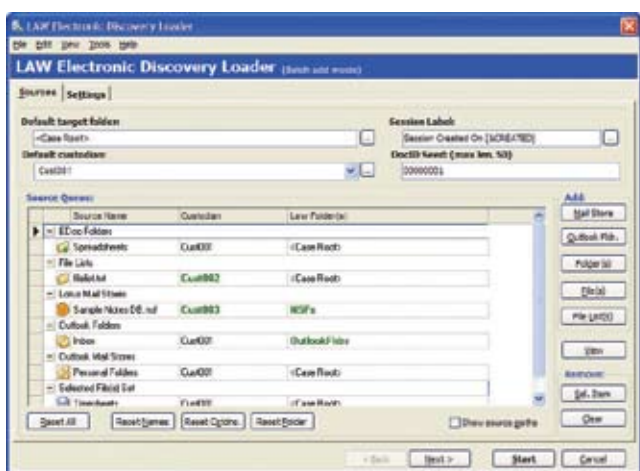 LAW Electronic Discovery Loader
File Edit View Tools Help
LAW Electronic Discovery Loader (Batch add mode)
Sources Settings
Default target folder: Session Label:
<Case Root> ... Session Created On [&CREATED] ...
Default custodian: DocID Seed: (max len. 50)
Cust001 ... 00000001
Source Queue: Add:
Source Name Custodian Law Folder(s) Mail Store
EDoc Folders Outlook Fldr.
Spreadsheets Cust001 <Case Root>
File Lists Folder(s)
filelist.txt Cust002 <Case Root> File(s)
Lotus Mail Stores
Sample Notes DB.nsf Cust003 NSFs File List(s)
Outlook Folders
Inbox Cust001 OutlookFldrs View
Outlook Mail Stores Remove:
Personal Folders Cust001 <Case Root> Sel. Item
Selected File(s) Set
Timesheets Cust001 <Case Root>
Reset All Reset Names Reset Options Reset Folder Show source paths Clear
< Back Next > Start Cancel